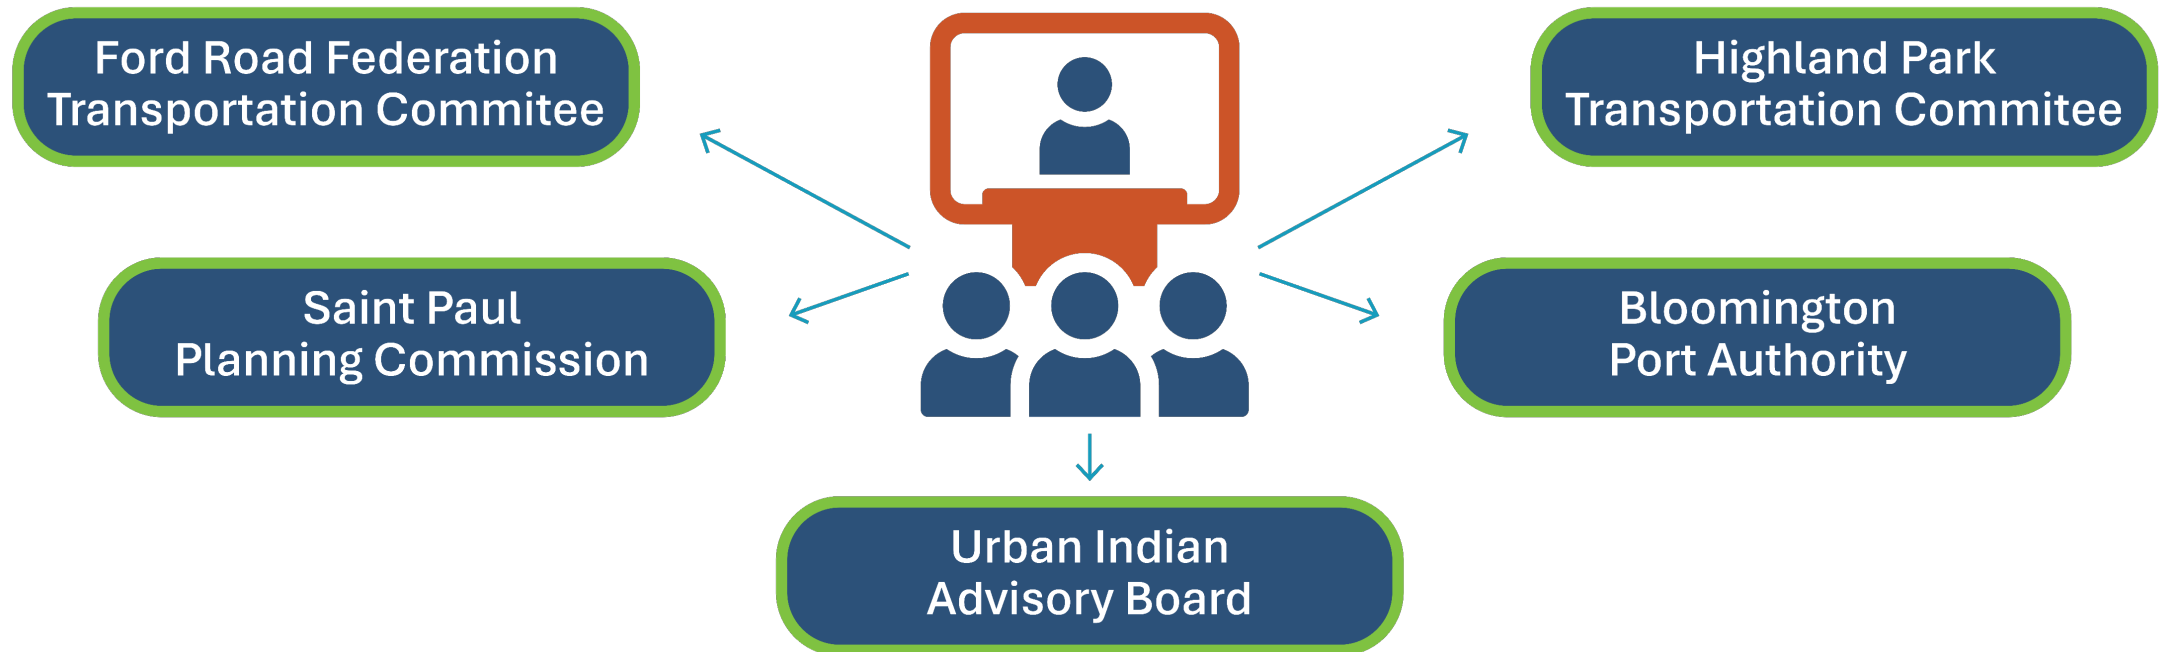 Ford Road Federation
Transportation Commitee
Highland Park
Transportation Commitee
Saint Paul
Planning Commission
Bloomington
Port Authority
Urban Indian
Advisory Board